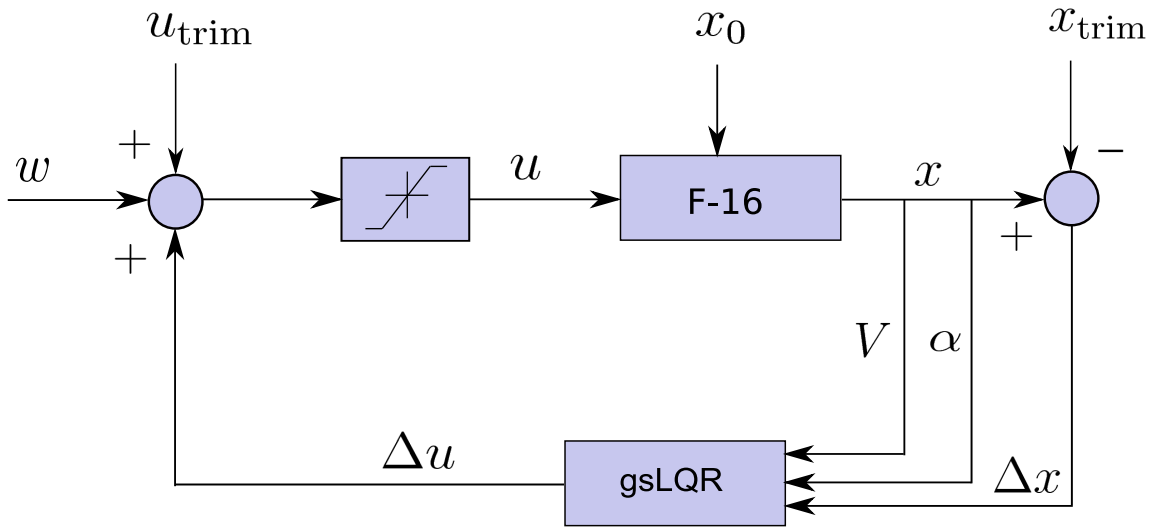 u_trim
x_0
x_trim
+
−
w
u
F-16
x
+
+
V
α
Δu
gsLQR
Δx